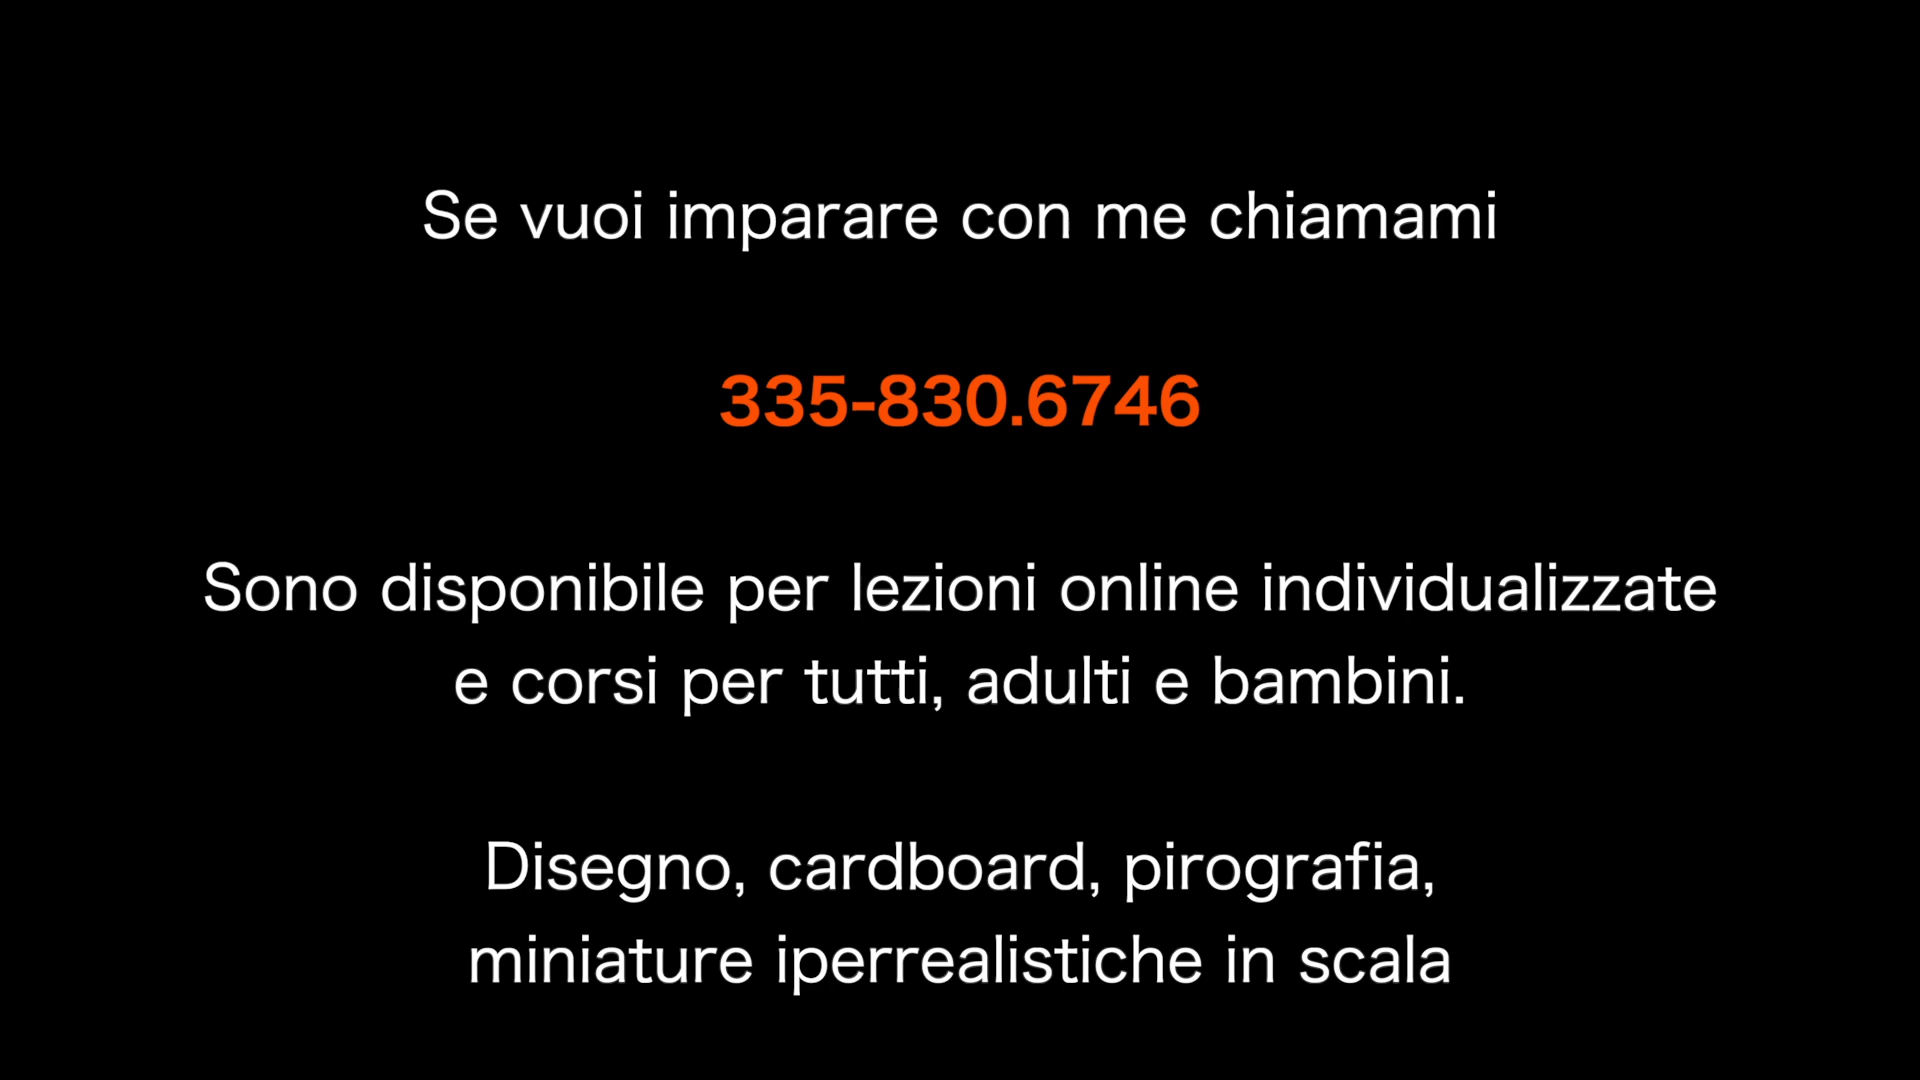 Se vuoi imparare con me chiamami
335-830.6746
Sono disponibile per lezioni online individualizzate
e corsi per tutti, adulti e bambini.
Disegno, cardboard, pirografia,
miniature iperrealistiche in scala